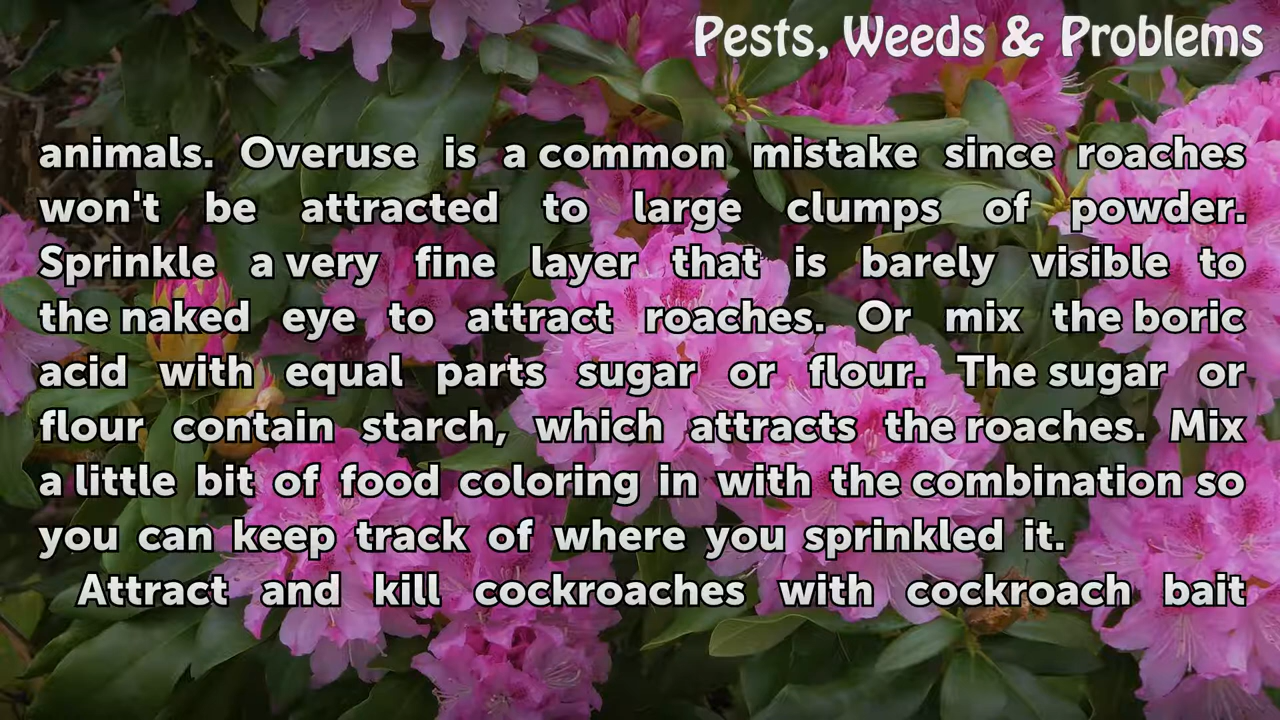 Pests, Weeds & Problems
animals. Overuse is a common mistake since roaches
won't be attracted to large clumps of powder.
Sprinkle a very fine layer that is barely visible to
the naked eye to attract roaches. Or mix the boric
acid with equal parts sugar or flour. The sugar or
flour contain starch, which attracts the roaches. Mix
a little bit of food coloring in with the combination so
you can keep track of where you sprinkled it.
Attract and kill cockroaches with cockroach bait